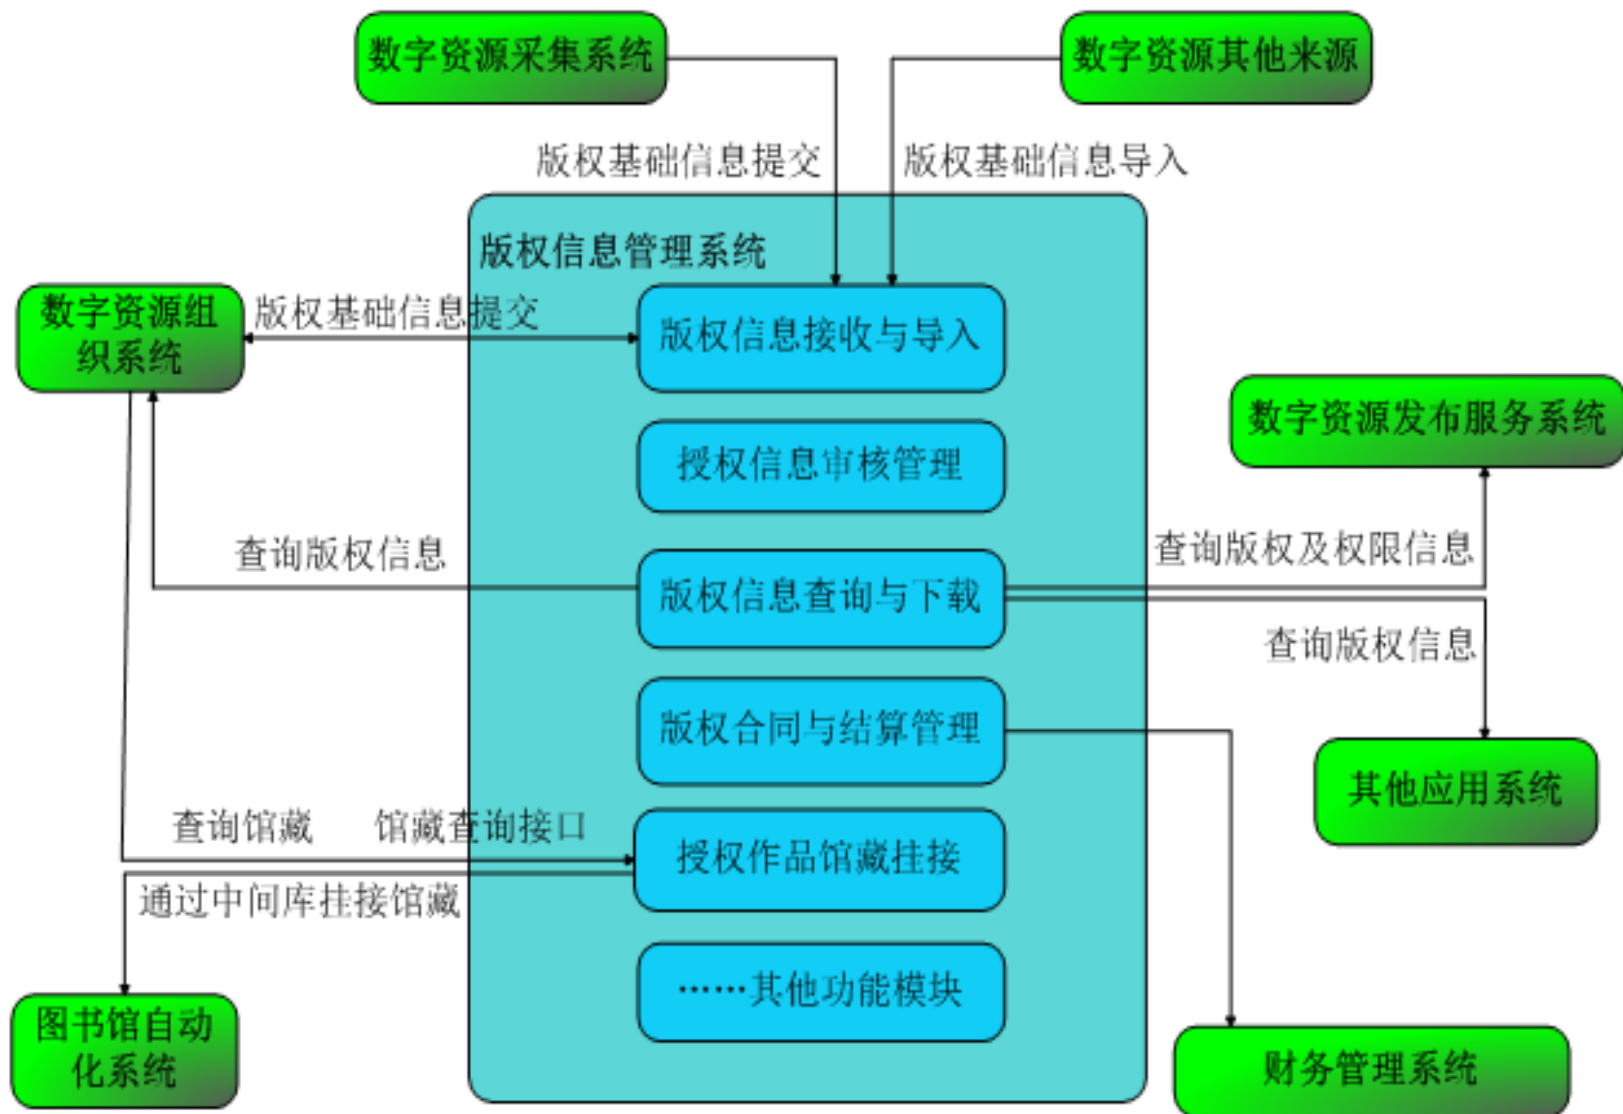 数字资源采集系统
数字资源其他来源
版权基础信息提交
版权基础信息导入
版权信息管理系统
数字资源组
织系统
版权基础信息提交
版权信息接收与导入
数字资源发布服务系统
授权信息审核管理
查询版权信息
版权信息查询与下载
查询版权及权限信息
查询版权信息
版权合同与结算管理
其他应用系统
查询馆藏
馆藏查询接口
授权作品馆藏挂接
通过中间库挂接馆藏
……其他功能模块
图书馆自动
化系统
财务管理系统